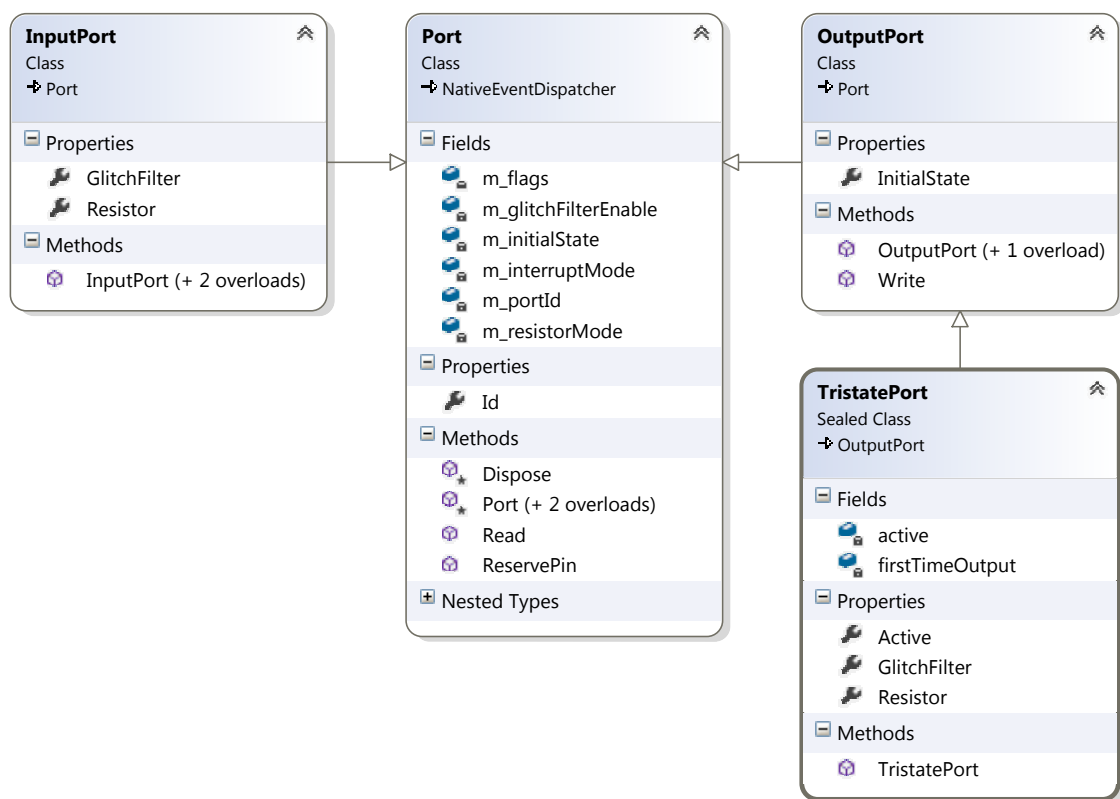 InputPort
Class
Port
Properties
GlitchFilter
Resistor
Methods
InputPort (+ 2 overloads)
Port
Class
NativeEventDispatcher
Fields
m_flags
m_glitchFilterEnable
m_initialState
m_interruptMode
m_portId
m_resistorMode
Properties
Id
Methods
Dispose
Port (+ 2 overloads)
Read
ReservePin
Nested Types
OutputPort
Class
Port
Properties
InitialState
Methods
OutputPort (+ 1 overload)
Write
TristatePort
Sealed Class
OutputPort
Fields
active
firstTimeOutput
Properties
Active
GlitchFilter
Resistor
Methods
TristatePort